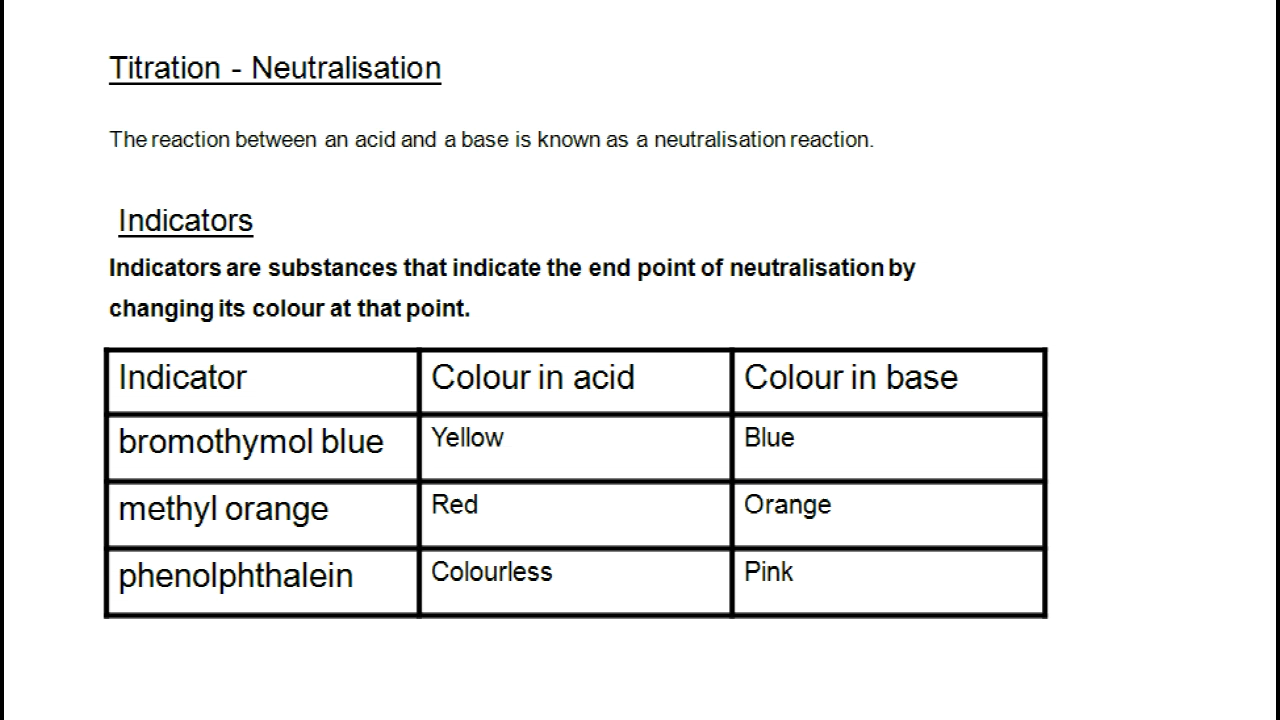 Titration - Neutralisation
The reaction between an acid and a base is known as a neutralisation reaction.
Indicators
Indicators are substances that indicate the end point of neutralisation by
changing its colour at that point.
Indicator Colour in acid Colour in base
bromothymol blue Yellow Blue
methyl orange Red Orange
phenolphthalein Colourless Pink